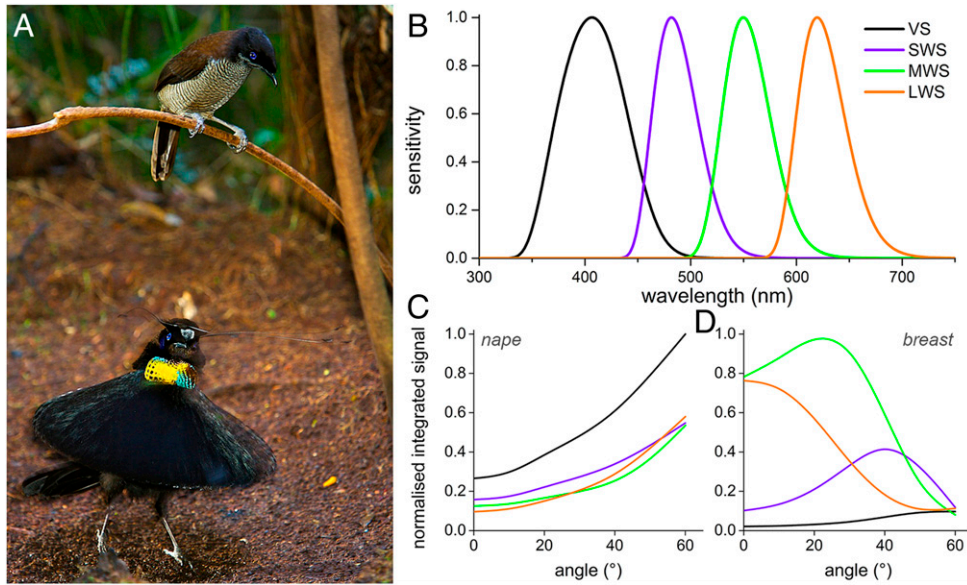 A
B
sensitivity
1.0
0.8
0.6
0.4
0.2
0.0
300
400
500
600
700
wavelength (nm)
VS
SWS
MWS
LWS
C
nape
normalised integrated signal
1.0
0.8
0.6
0.4
0.2
0.0
0
20
40
60
angle (°)
D
breast
1.0
0.8
0.6
0.4
0.2
0.0
0
20
40
60
angle (°)